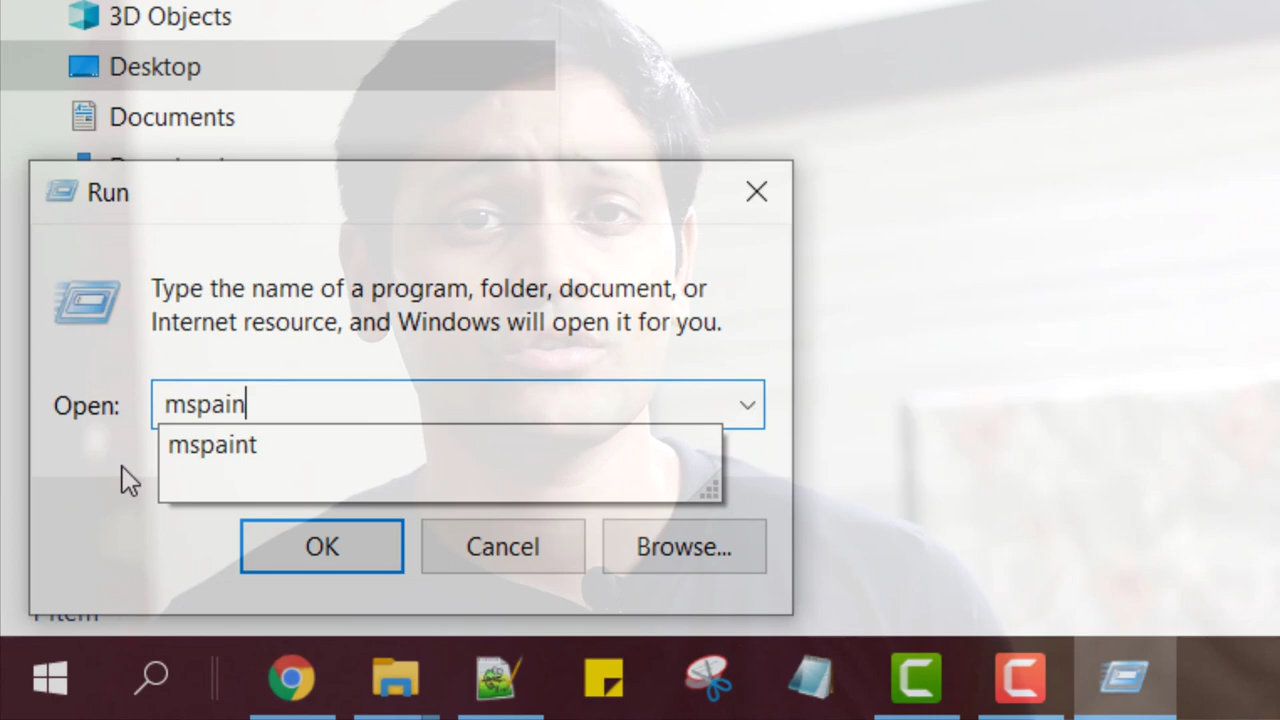 3D Objects
Desktop
Documents
Run
Type the name of a program, folder, document, or
Internet resource, and Windows will open it for you.
Open:
mspain
mspaint
OK
Cancel
Browse...